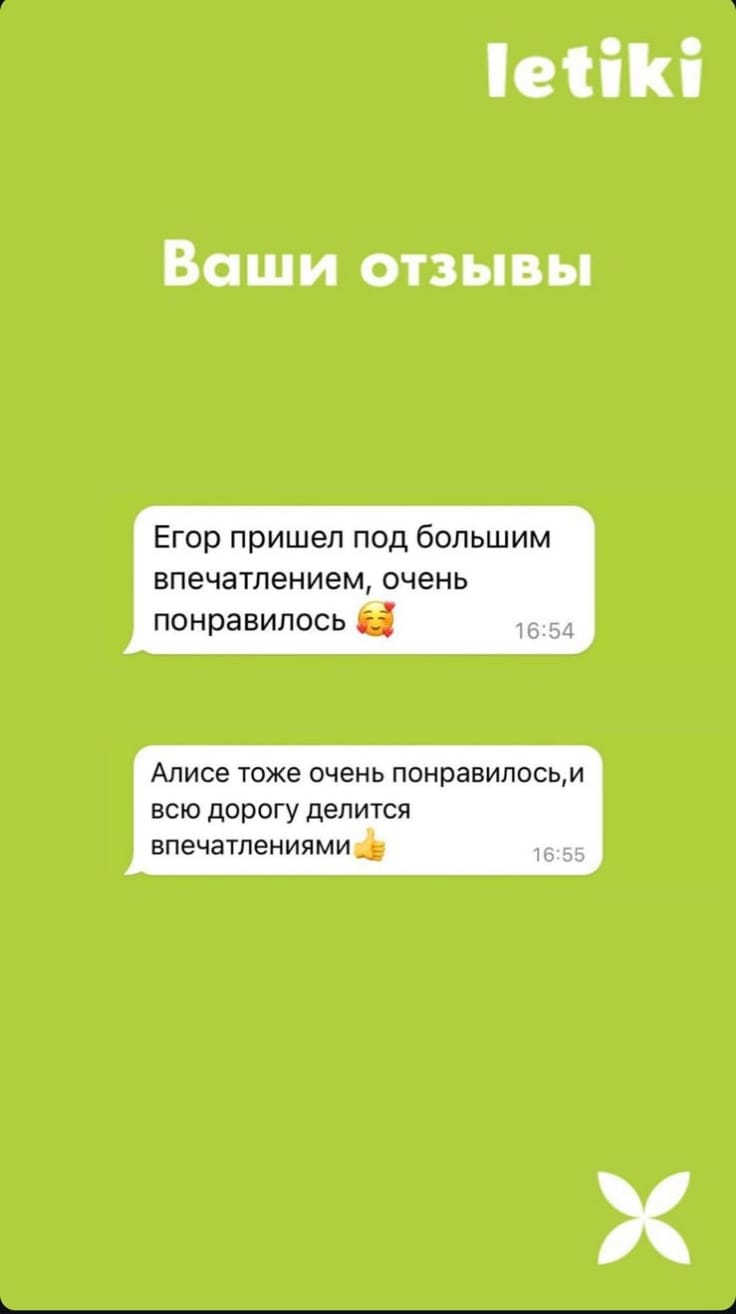 letiki
Ваши отзывы
Егор пришел под большим
впечатлением, очень
понравилось 🥰
16:54
Алисе тоже очень понравилось,и
всю дорогу делится
впечатлениями👍
16:55